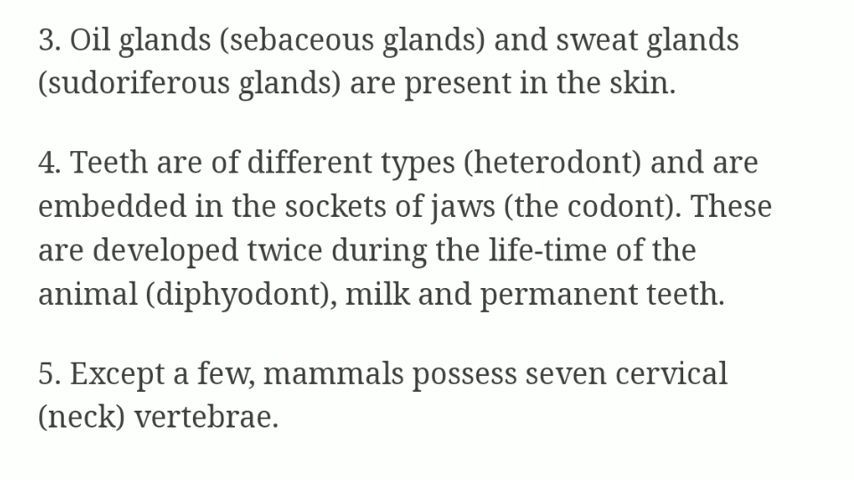 3. Oil glands (sebaceous glands) and sweat glands
(sudoriferous glands) are present in the skin.
4. Teeth are of different types (heterodont) and are
embedded in the sockets of jaws (the codont). These
are developed twice during the life-time of the
animal (diphyodont), milk and permanent teeth.
5. Except a few, mammals possess seven cervical
(neck) vertebrae.